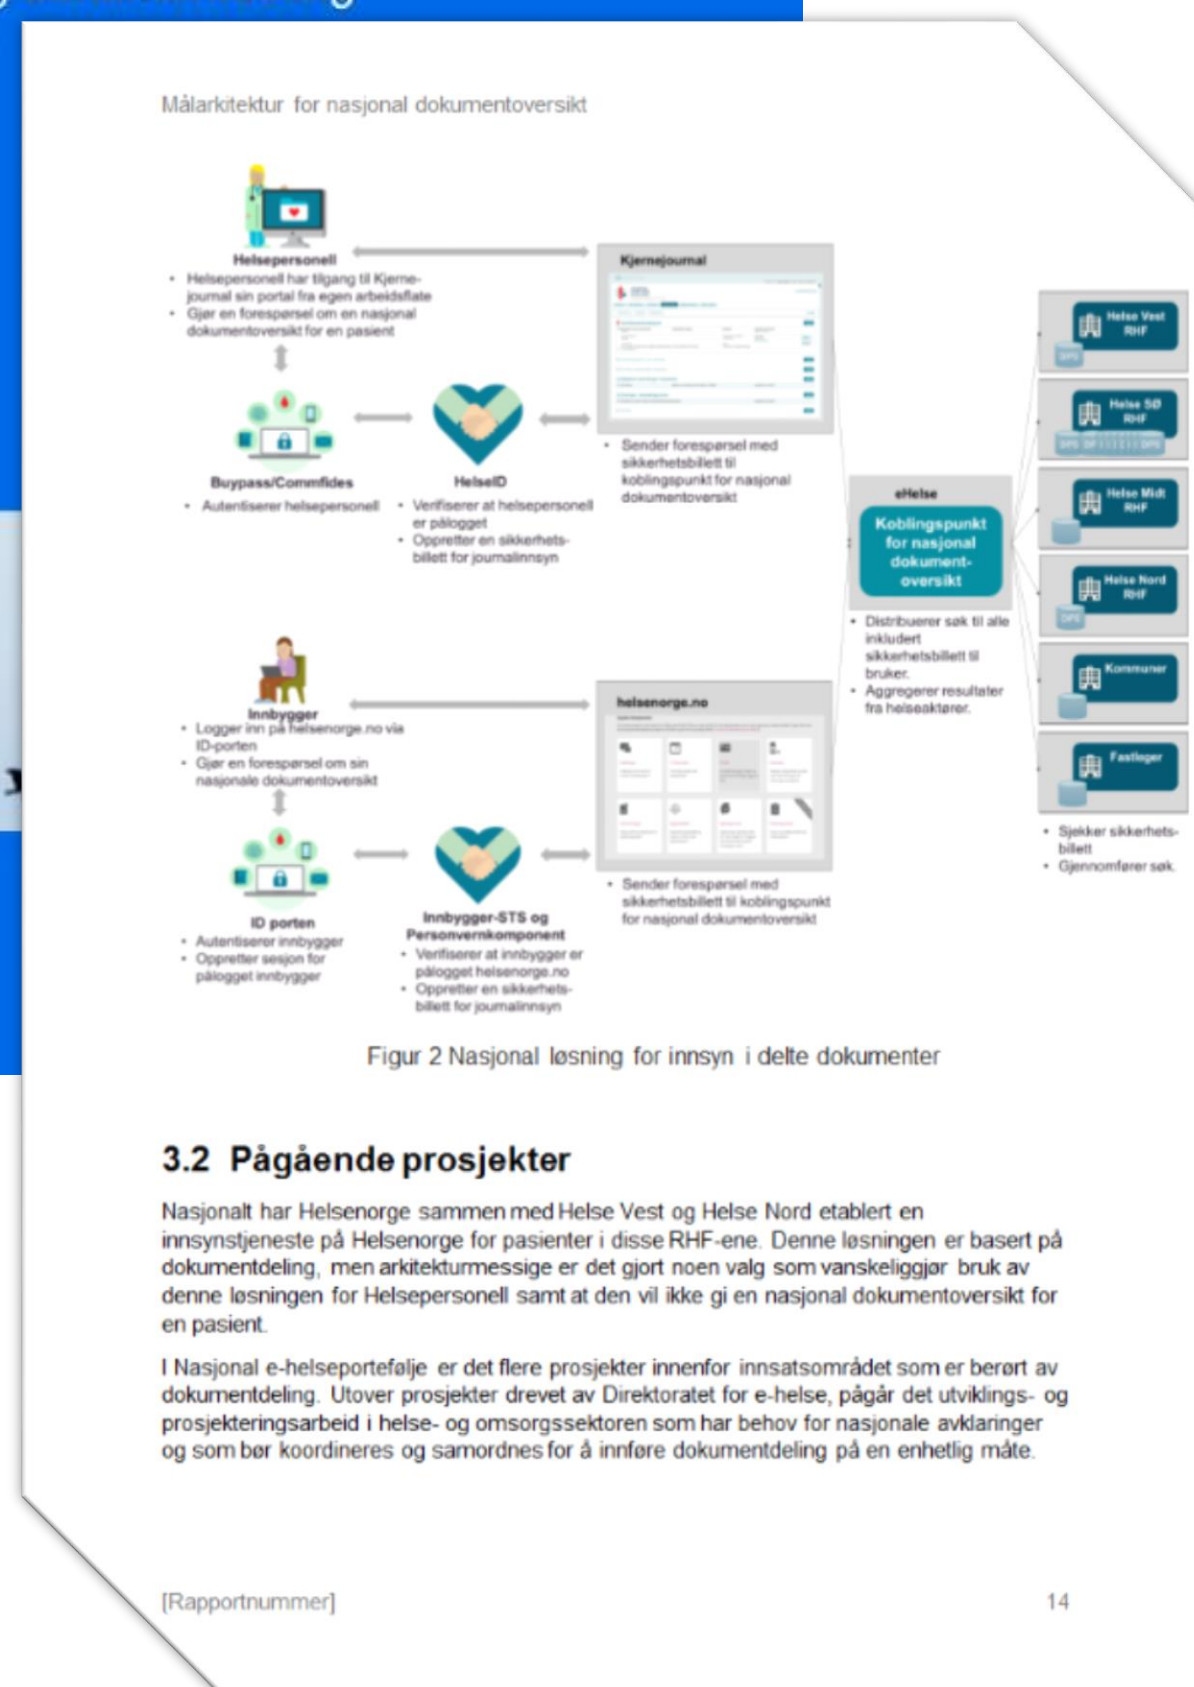 Målarkitektur for nasjonal dokumentoversikt
Helsepersonell
• Helsepersonell har tilgang til Kjerne-
journal sin portal fra egen arbeidsflate
• Gjør en forespørsel om en nasjonal
dokumentoversikt for en pasient
Buypass/Commfides
• Autentiserer helsepersonell
HelseID
• Verifiserer at helsepersonell
er pålogget
• Oppretter en sikkerhets-
billett for journalinnsyn
Kjernejournal
• Sender forespørsel med
sikkerhetsbillett til
koblingspunkt for nasjonal
dokumentoversikt
Innbygger
• Logger inn på helsenorge.no via
ID-porten
• Gjør en forespørsel om sin
nasjonale dokumentoversikt
ID porten
• Autentiserer innbygger
• Oppretter sesjon for
pålogget innbygger
Innbygger-STS og
Personvernkomponent
• Verifiserer at innbygger er
pålogget helsenorge.no
• Oppretter en sikkerhets-
billett for journalinnsyn
helsenorge.no
• Sender forespørsel med
sikkerhetsbillett til koblingspunkt
for nasjonal dokumentoversikt
eHelse
Koblingspunkt
for nasjonal
dokument-
oversikt
• Distribuerer søk til alle
inkludert
sikkerhetsbillett til
bruker.
• Aggregerer resultater
fra helseaktører.
Helse Vest
RHF
DPS
Helse SØ
RHF
DPS
DPS
Helse Midt
RHF
Helse Nord
RHF
DPS
Kommuner
Fastleger
• Sjekker sikkerhets-
billett
• Gjennomfører søk.
Figur 2 Nasjonal løsning for innsyn i delte dokumenter
3.2 Pågående prosjekter
Nasjonalt har Helsenorge sammen med Helse Vest og Helse Nord etablert en
innsynstjeneste på Helsenorge for pasienter i disse RHF-ene. Denne løsningen er basert på
dokumentdeling, men arkitekturmessige er det gjort noen valg som vanskeliggjør bruk av
denne løsningen for Helsepersonell samt at den vil ikke gi en nasjonal dokumentoversikt for
en pasient.
I Nasjonal e-helseportefølje er det flere prosjekter innenfor innsatsområdet som er berørt av
dokumentdeling. Utover prosjekter drevet av Direktoratet for e-helse, pågår det utviklings- og
prosjekteringsarbeid i helse- og omsorgssektoren som har behov for nasjonale avklaringer
og som bør koordineres og samordnes for å innføre dokumentdeling på en enhetlig måte.
[Rapportnummer]
14